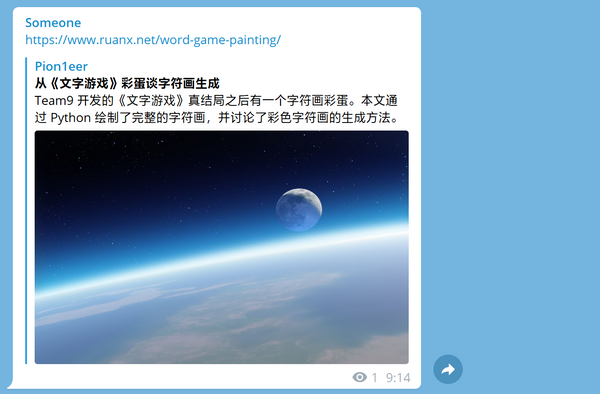 Someone
https://www.ruanx.net/word-game-painting/
Pion1eer
从《文字游戏》彩蛋谈字符画生成
Team9 开发的《文字游戏》真结局之后有一个字符画彩蛋。本文通
过 Python 绘制了完整的字符画，并讨论了彩色字符画的生成方法。
1 9:14